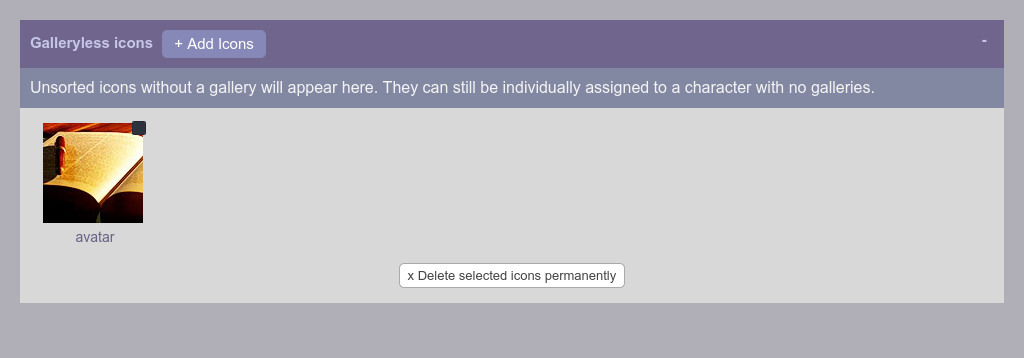 Galleryless icons + Add Icons -
Unsorted icons without a gallery will appear here. They can still be individually assigned to a character with no galleries.
avatar
x Delete selected icons permanently